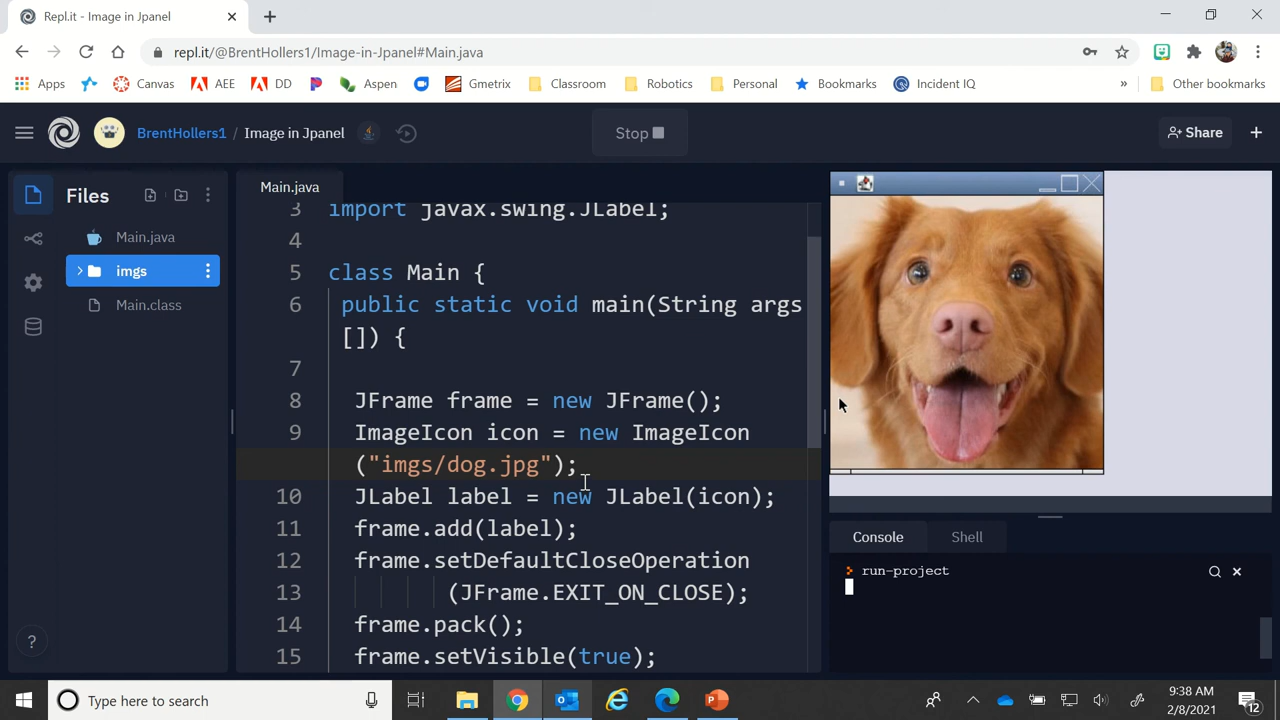 Repl.it - Image in Jpanel
repl.it/@BrentHollers1/Image-in-Jpanel#Main.java
Apps Canvas AEE DD Aspen Gmetrix Classroom Robotics Personal Bookmarks Incident IQ » Other bookmarks
BrentHollers1 / Image in Jpanel Stop Share
Files
Main.java
imgs
Main.class
?
Main.java
3 import javax.swing.JLabel;
4
5 class Main {
6 public static void main(String args
[]) {
7
8 JFrame frame = new JFrame();
9 ImageIcon icon = new ImageIcon
("imgs/dog.jpg");
10 JLabel label = new JLabel(icon);
11 frame.add(label);
12 frame.setDefaultCloseOperation
13 (JFrame.EXIT_ON_CLOSE);
14 frame.pack();
15 frame.setVisible(true);
Console Shell
run-project
Type here to search
9:38 AM
2/8/2021
12